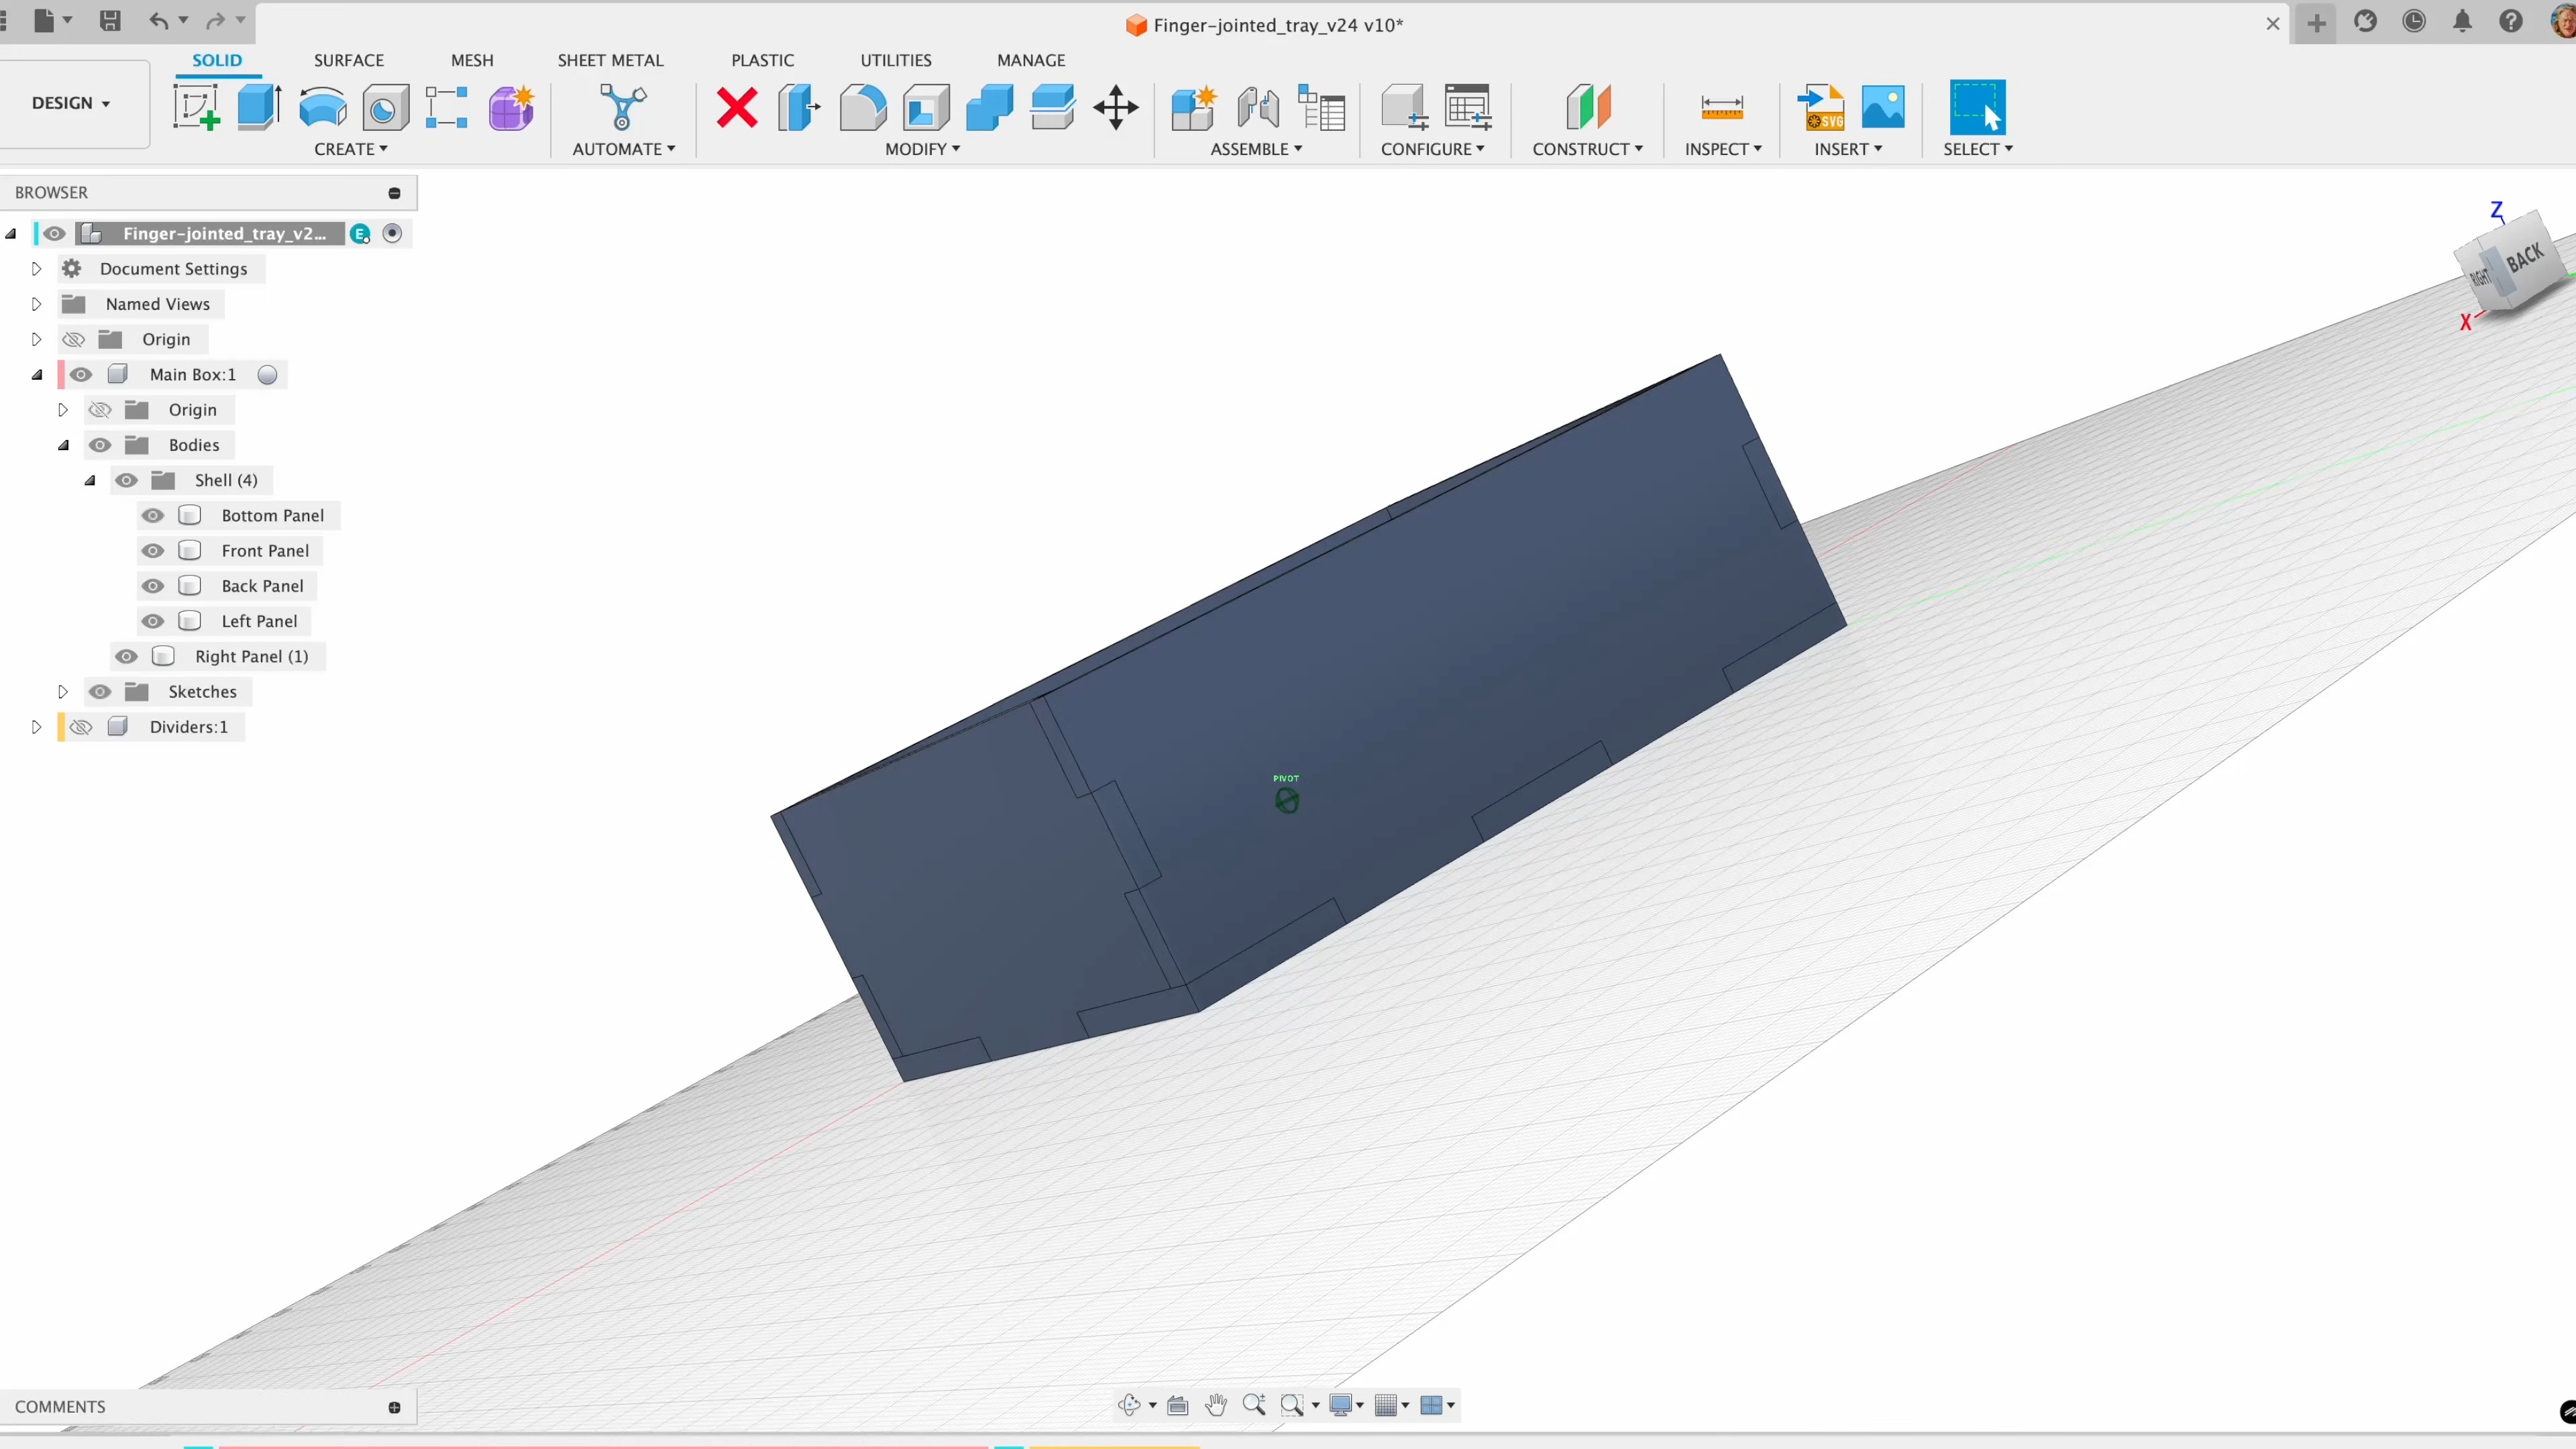 Finger-jointed_tray_v24 v10*
SOLID
SURFACE
MESH
SHEET METAL
PLASTIC
UTILITIES
MANAGE
DESIGN
SVG
CREATE
AUTOMATE
MODIFY
ASSEMBLE
CONFIGURE
CONSTRUCT
INSPECT
INSERT
SELECT
BROWSER
Finger-jointed_tray_v2...
E
Document Settings
Named Views
Origin
Main Box:1
Origin
Bodies
Shell (4)
Bottom Panel
Front Panel
Back Panel
Left Panel
Right Panel (1)
Sketches
Dividers:1
Z
RIGHT
BACK
X
PIVOT
COMMENTS